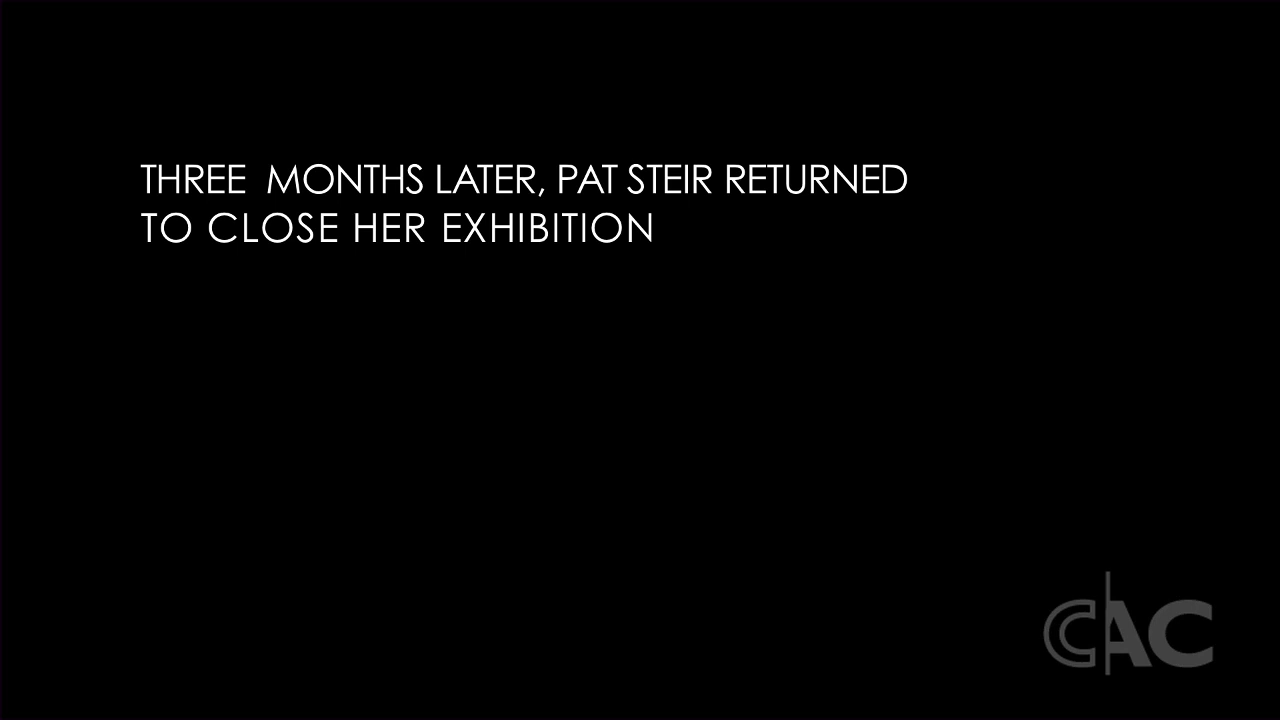 THREE  MONTHS LATER, PAT STEIR RETURNED
TO CLOSE HER EXHIBITION
CAC